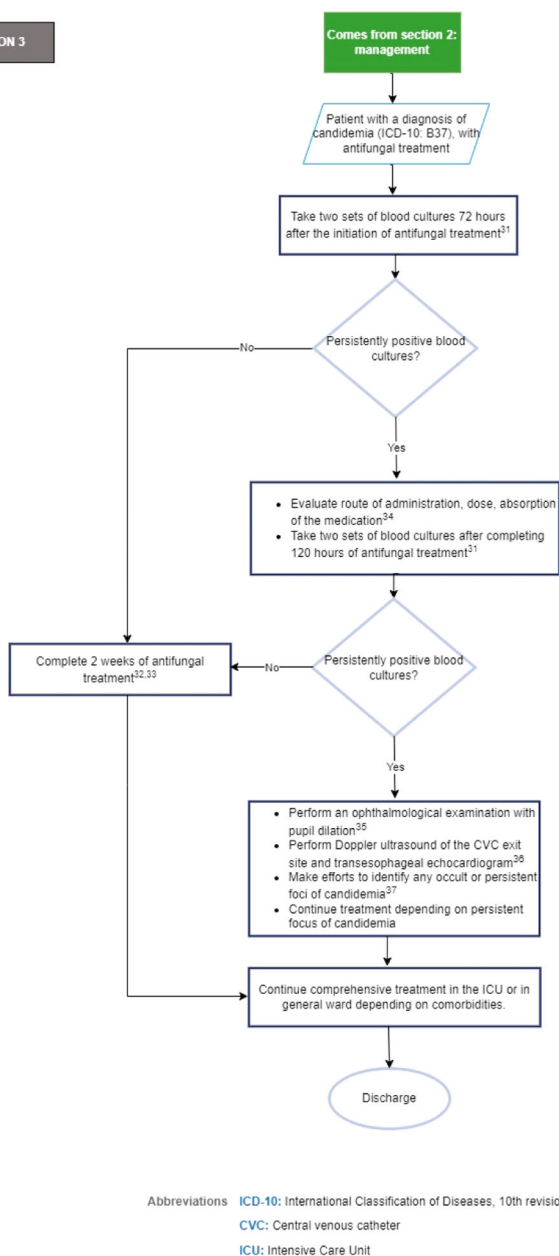 ON 3
Comes from section 2:
management
Patient with a diagnosis of
candidemia (ICD-10: B37), with
antifungal treatment
Take two sets of blood cultures 72 hours
after the initiation of antifungal treatment31
Persistently positive blood
cultures?
No
Yes
• Evaluate route of administration, dose, absorption
of the medication34
• Take two sets of blood cultures after completing
120 hours of antifungal treatment31
Persistently positive blood
cultures?
No
Complete 2 weeks of antifungal
treatment32,33
Yes
• Perform an ophthalmological examination with
pupil dilation35
• Perform Doppler ultrasound of the CVC exit
site and transesophageal echocardiogram36
• Make efforts to identify any occult or persistent
foci of candidemia37
• Continue treatment depending on persistent
focus of candidemia
Continue comprehensive treatment in the ICU or in
general ward depending on comorbidities.
Discharge
Abbreviations ICD-10: International Classification of Diseases, 10th revisio
CVC: Central venous catheter
ICU: Intensive Care Unit